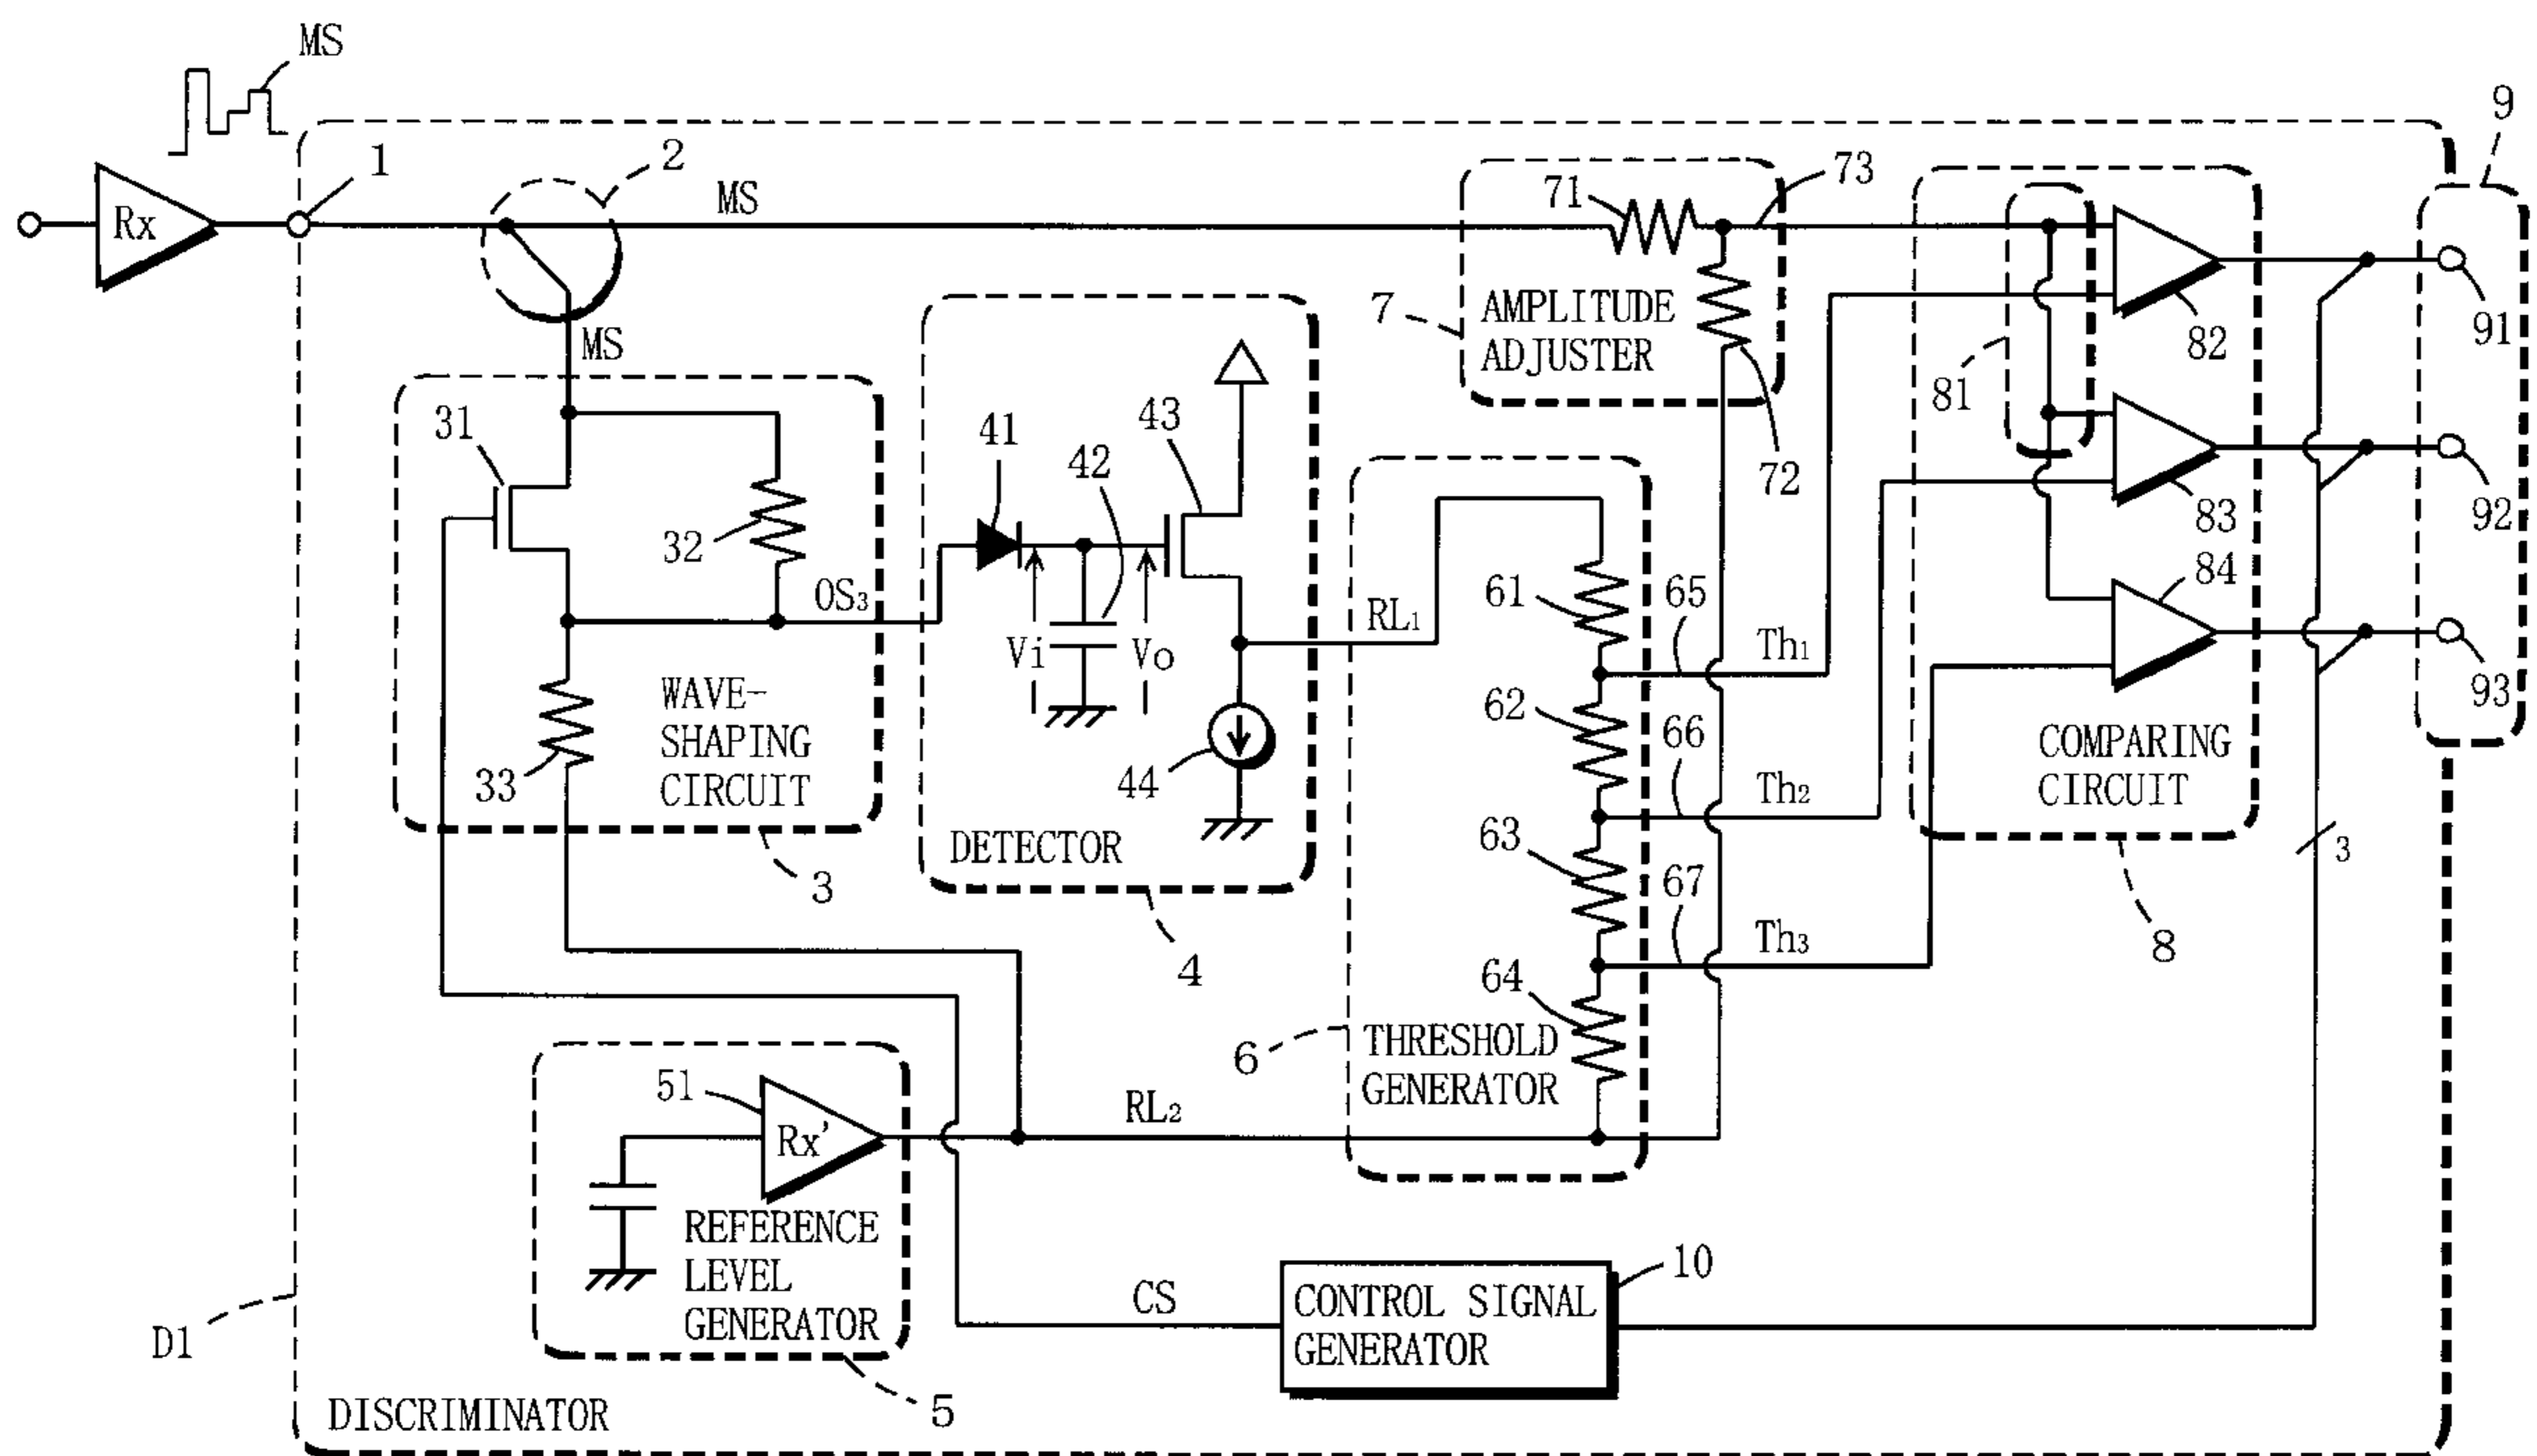 MS
9
1
2
MS
73
Rx
71
7
AMPLITUDE
ADJUSTER
MS
82
91
81
31
41
42
43
72
83
92
32
OS3
Vi
Vo
RL1
61
65
Th1
84
93
WAVE-
SHAPING
CIRCUIT
33
44
62
66
Th2
COMPARING
CIRCUIT
3
DETECTOR
3
63
67
Th3
8
4
64
6
THRESHOLD
GENERATOR
51
Rx'
RL2
REFERENCE
LEVEL
GENERATOR
10
CS
CONTROL SIGNAL
GENERATOR
D1
5
DISCRIMINATOR